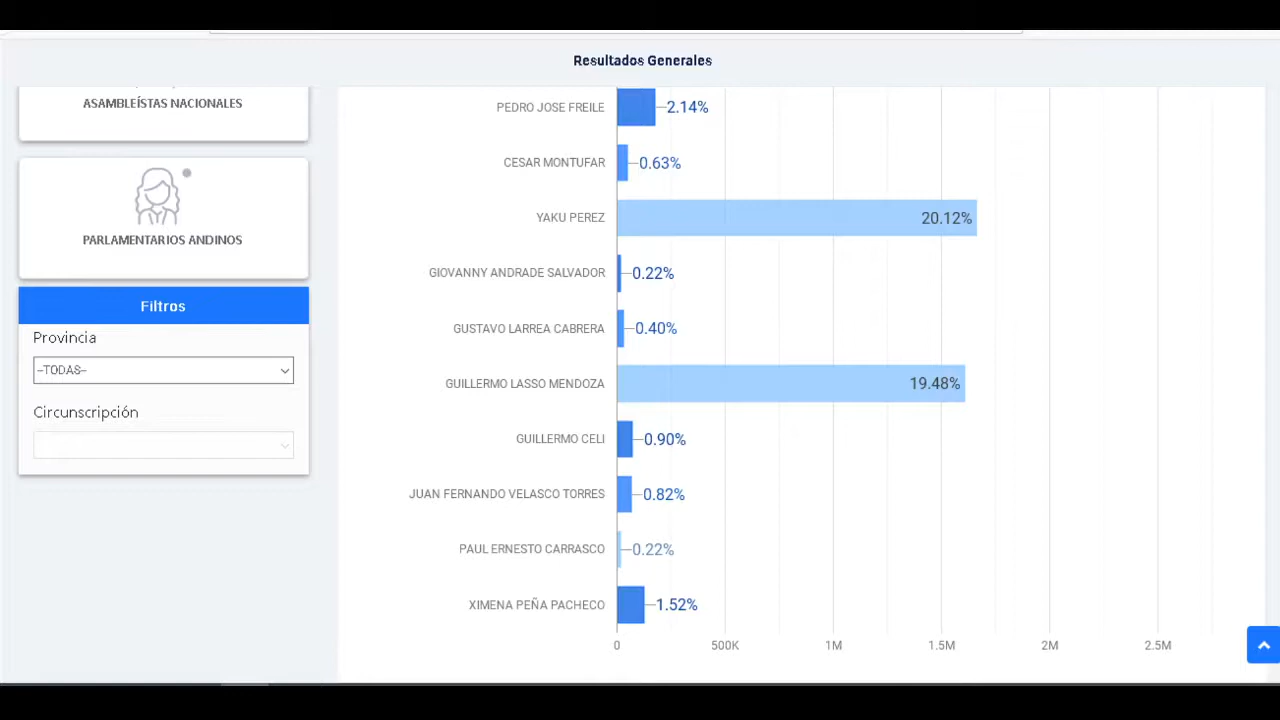 Resultados Generales
ASAMBLEÍSTAS NACIONALES
PARLAMENTARIOS ANDINOS
Filtros
Provincia
--TODAS--
Circunscripción
PEDRO JOSE FREILE 2.14%
CESAR MONTUFAR 0.63%
YAKU PEREZ 20.12%
GIOVANNY ANDRADE SALVADOR 0.22%
GUSTAVO LARREA CABRERA 0.40%
GUILLERMO LASSO MENDOZA 19.48%
GUILLERMO CELI 0.90%
JUAN FERNANDO VELASCO TORRES 0.82%
PAUL ERNESTO CARRASCO 0.22%
XIMENA PEÑA PACHECO 1.52%
0 500K 1M 1.5M 2M 2.5M